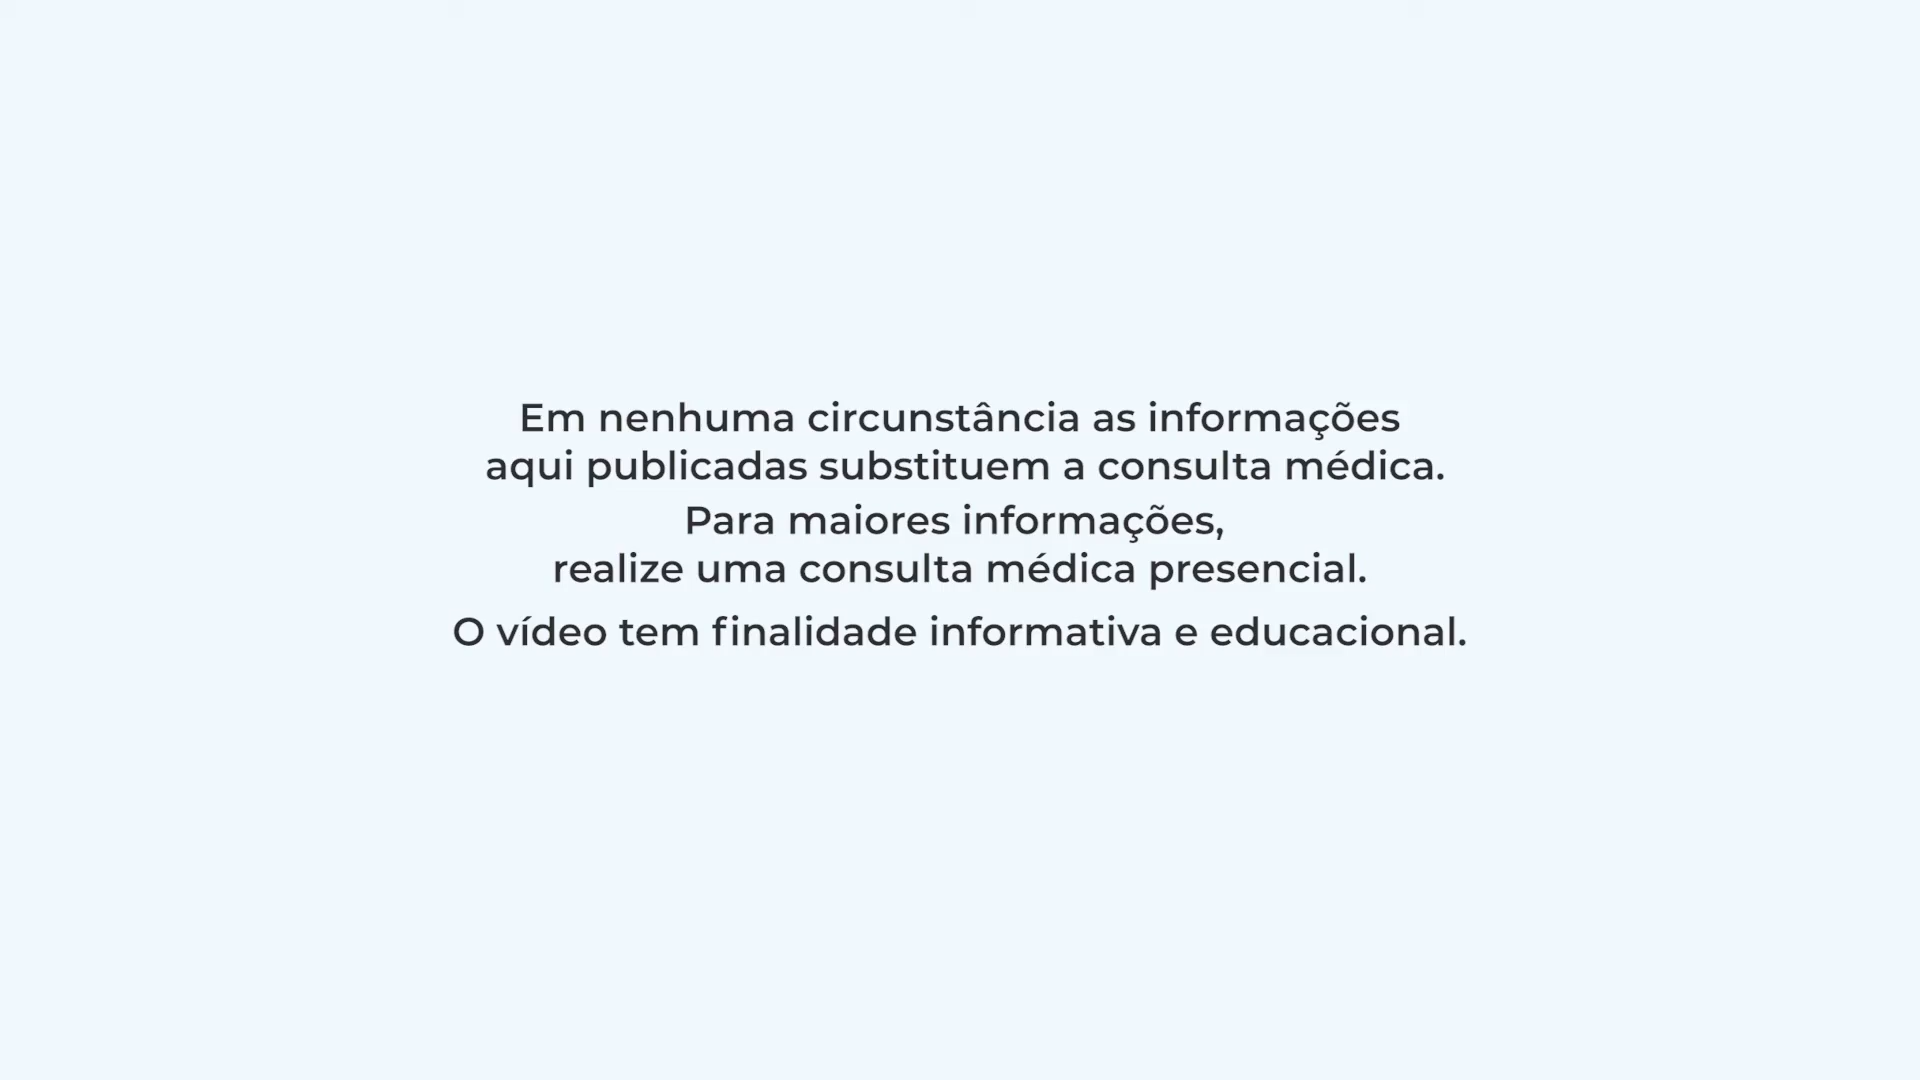 Em nenhuma circunstância as informações
aqui publicadas substituem a consulta médica.
Para maiores informações,
realize uma consulta médica presencial.
O vídeo tem finalidade informativa e educacional.